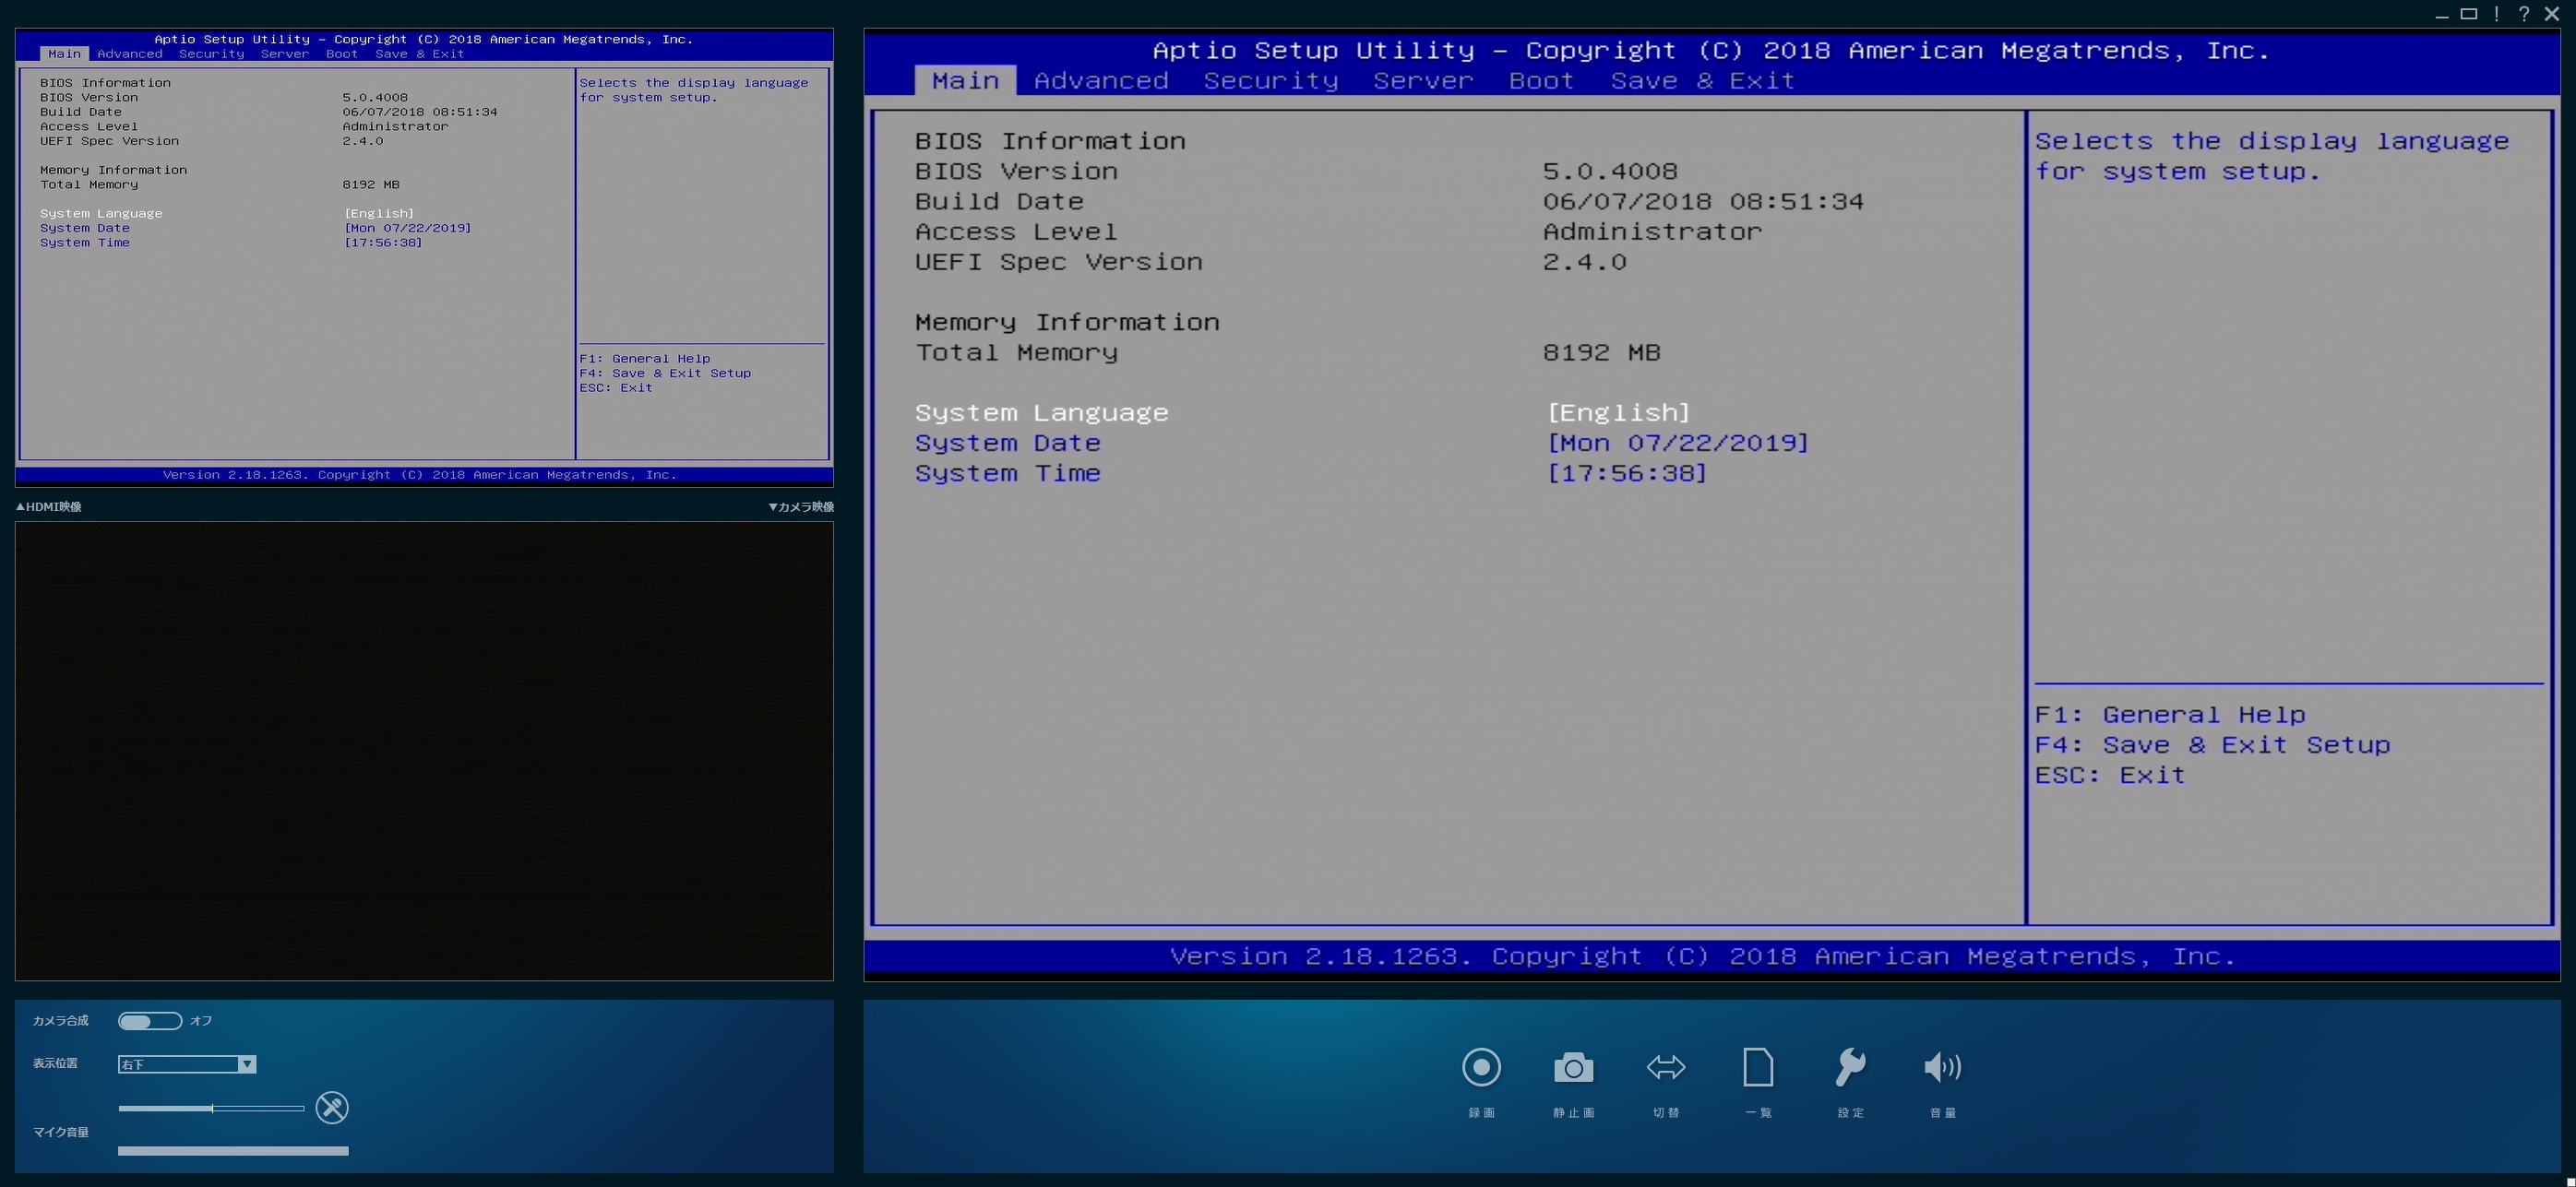 Aptio Setup Utility – Copyright (C) 2018 American Megatrends, Inc.
Main Advanced Security Server Boot Save & Exit
BIOS Information
BIOS Version 5.0.4008
Build Date 06/07/2018 08:51:34
Access Level Administrator
UEFI Spec Version 2.4.0
Memory Information
Total Memory 8192 MB
System Language [English]
System Date [Mon 07/22/2019]
System Time [17:56:38]
Selects the display language
for system setup.
F1: General Help
F4: Save & Exit Setup
ESC: Exit
Version 2.18.1263. Copyright (C) 2018 American Megatrends, Inc.
▲HDMI映像 ▼カメラ映像
カメラ合成 オフ
表示位置 右下
マイク音量
Aptio Setup Utility – Copyright (C) 2018 American Megatrends, Inc.
Main Advanced Security Server Boot Save & Exit
BIOS Information
BIOS Version 5.0.4008
Build Date 06/07/2018 08:51:34
Access Level Administrator
UEFI Spec Version 2.4.0
Memory Information
Total Memory 8192 MB
System Language [English]
System Date [Mon 07/22/2019]
System Time [17:56:38]
Selects the display language
for system setup.
F1: General Help
F4: Save & Exit Setup
ESC: Exit
Version 2.18.1263. Copyright (C) 2018 American Megatrends, Inc.
録画 静止画 切替 一覧 設定 音量